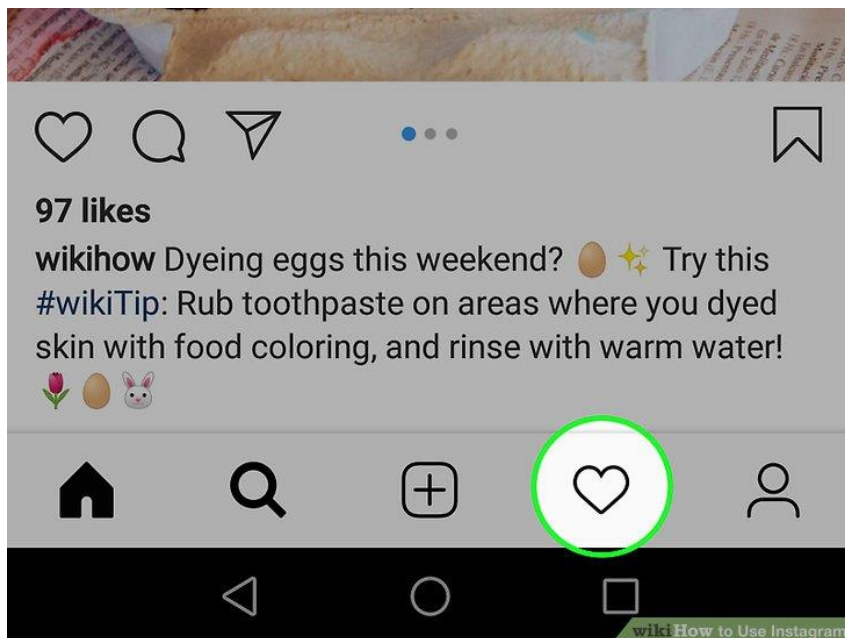 97 likes
wikihow Dyeing eggs this weekend? 🥚✨ Try this
#wikiTip: Rub toothpaste on areas where you dyed
skin with food coloring, and rinse with warm water!
🌷🥚🐰
wikiHow to Use Instagram